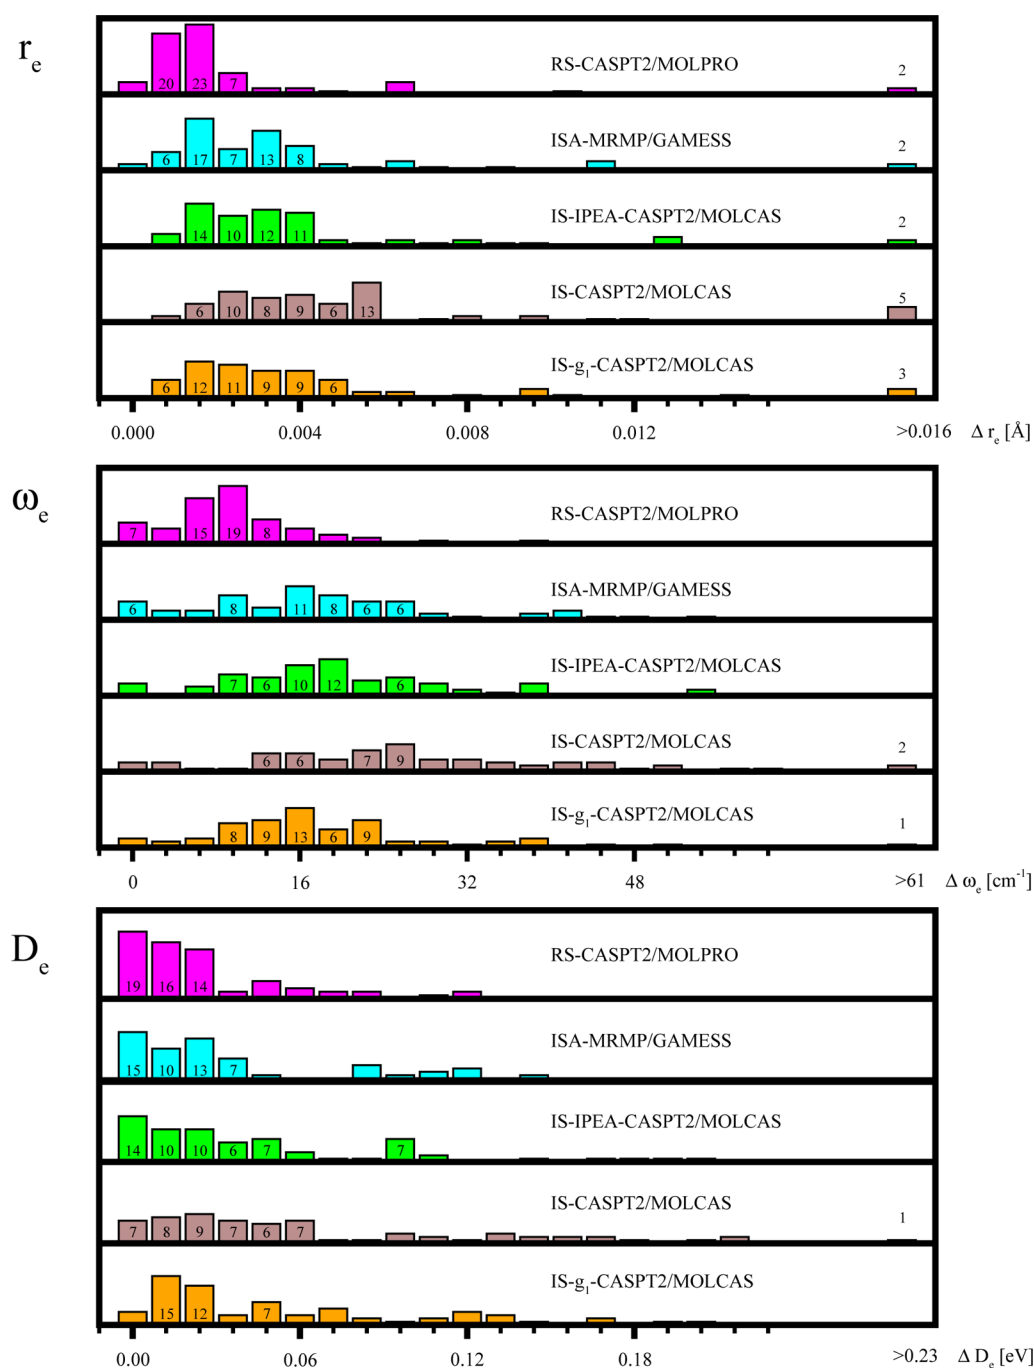 rₑ
RS-CASPT2/MOLPRO
20 23 7 2
ISA-MRMP/GAMESS
6 17 7 13 8 2
IS-IPEA-CASPT2/MOLCAS
14 10 12 11 2
IS-CASPT2/MOLCAS
6 10 8 9 6 13 5
IS-g₁-CASPT2/MOLCAS
6 12 11 9 9 6 3
0.000 0.004 0.008 0.012 >0.016 Δ rₑ [Å]
ωₑ
RS-CASPT2/MOLPRO
7 15 19 8
ISA-MRMP/GAMESS
6 8 11 8 6 6
IS-IPEA-CASPT2/MOLCAS
7 6 10 12 6
IS-CASPT2/MOLCAS
6 6 7 9 2
IS-g₁-CASPT2/MOLCAS
8 9 13 6 9 1
0 16 32 48 >61 Δ ωₑ [cm⁻¹]
Dₑ
RS-CASPT2/MOLPRO
19 16 14
ISA-MRMP/GAMESS
15 10 13 7
IS-IPEA-CASPT2/MOLCAS
14 10 10 6 7 7
IS-CASPT2/MOLCAS
7 8 9 7 6 7 1
IS-g₁-CASPT2/MOLCAS
15 12 7
0.00 0.06 0.12 0.18 >0.23 Δ Dₑ [eV]